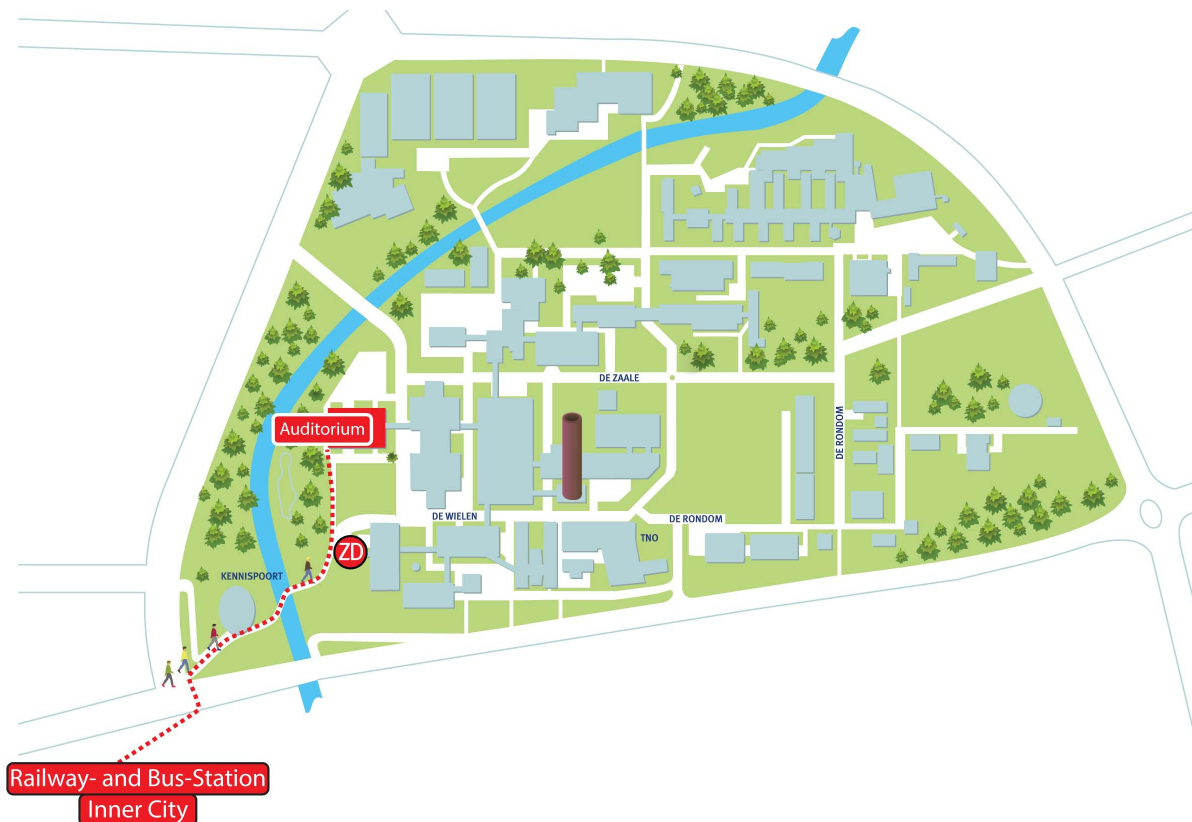 DE ZAALE
Auditorium
DE RONDOM
DE WIELEN
DE RONDOM
TNO
ZD
KENNISPOORT
Railway- and Bus-Station
Inner City